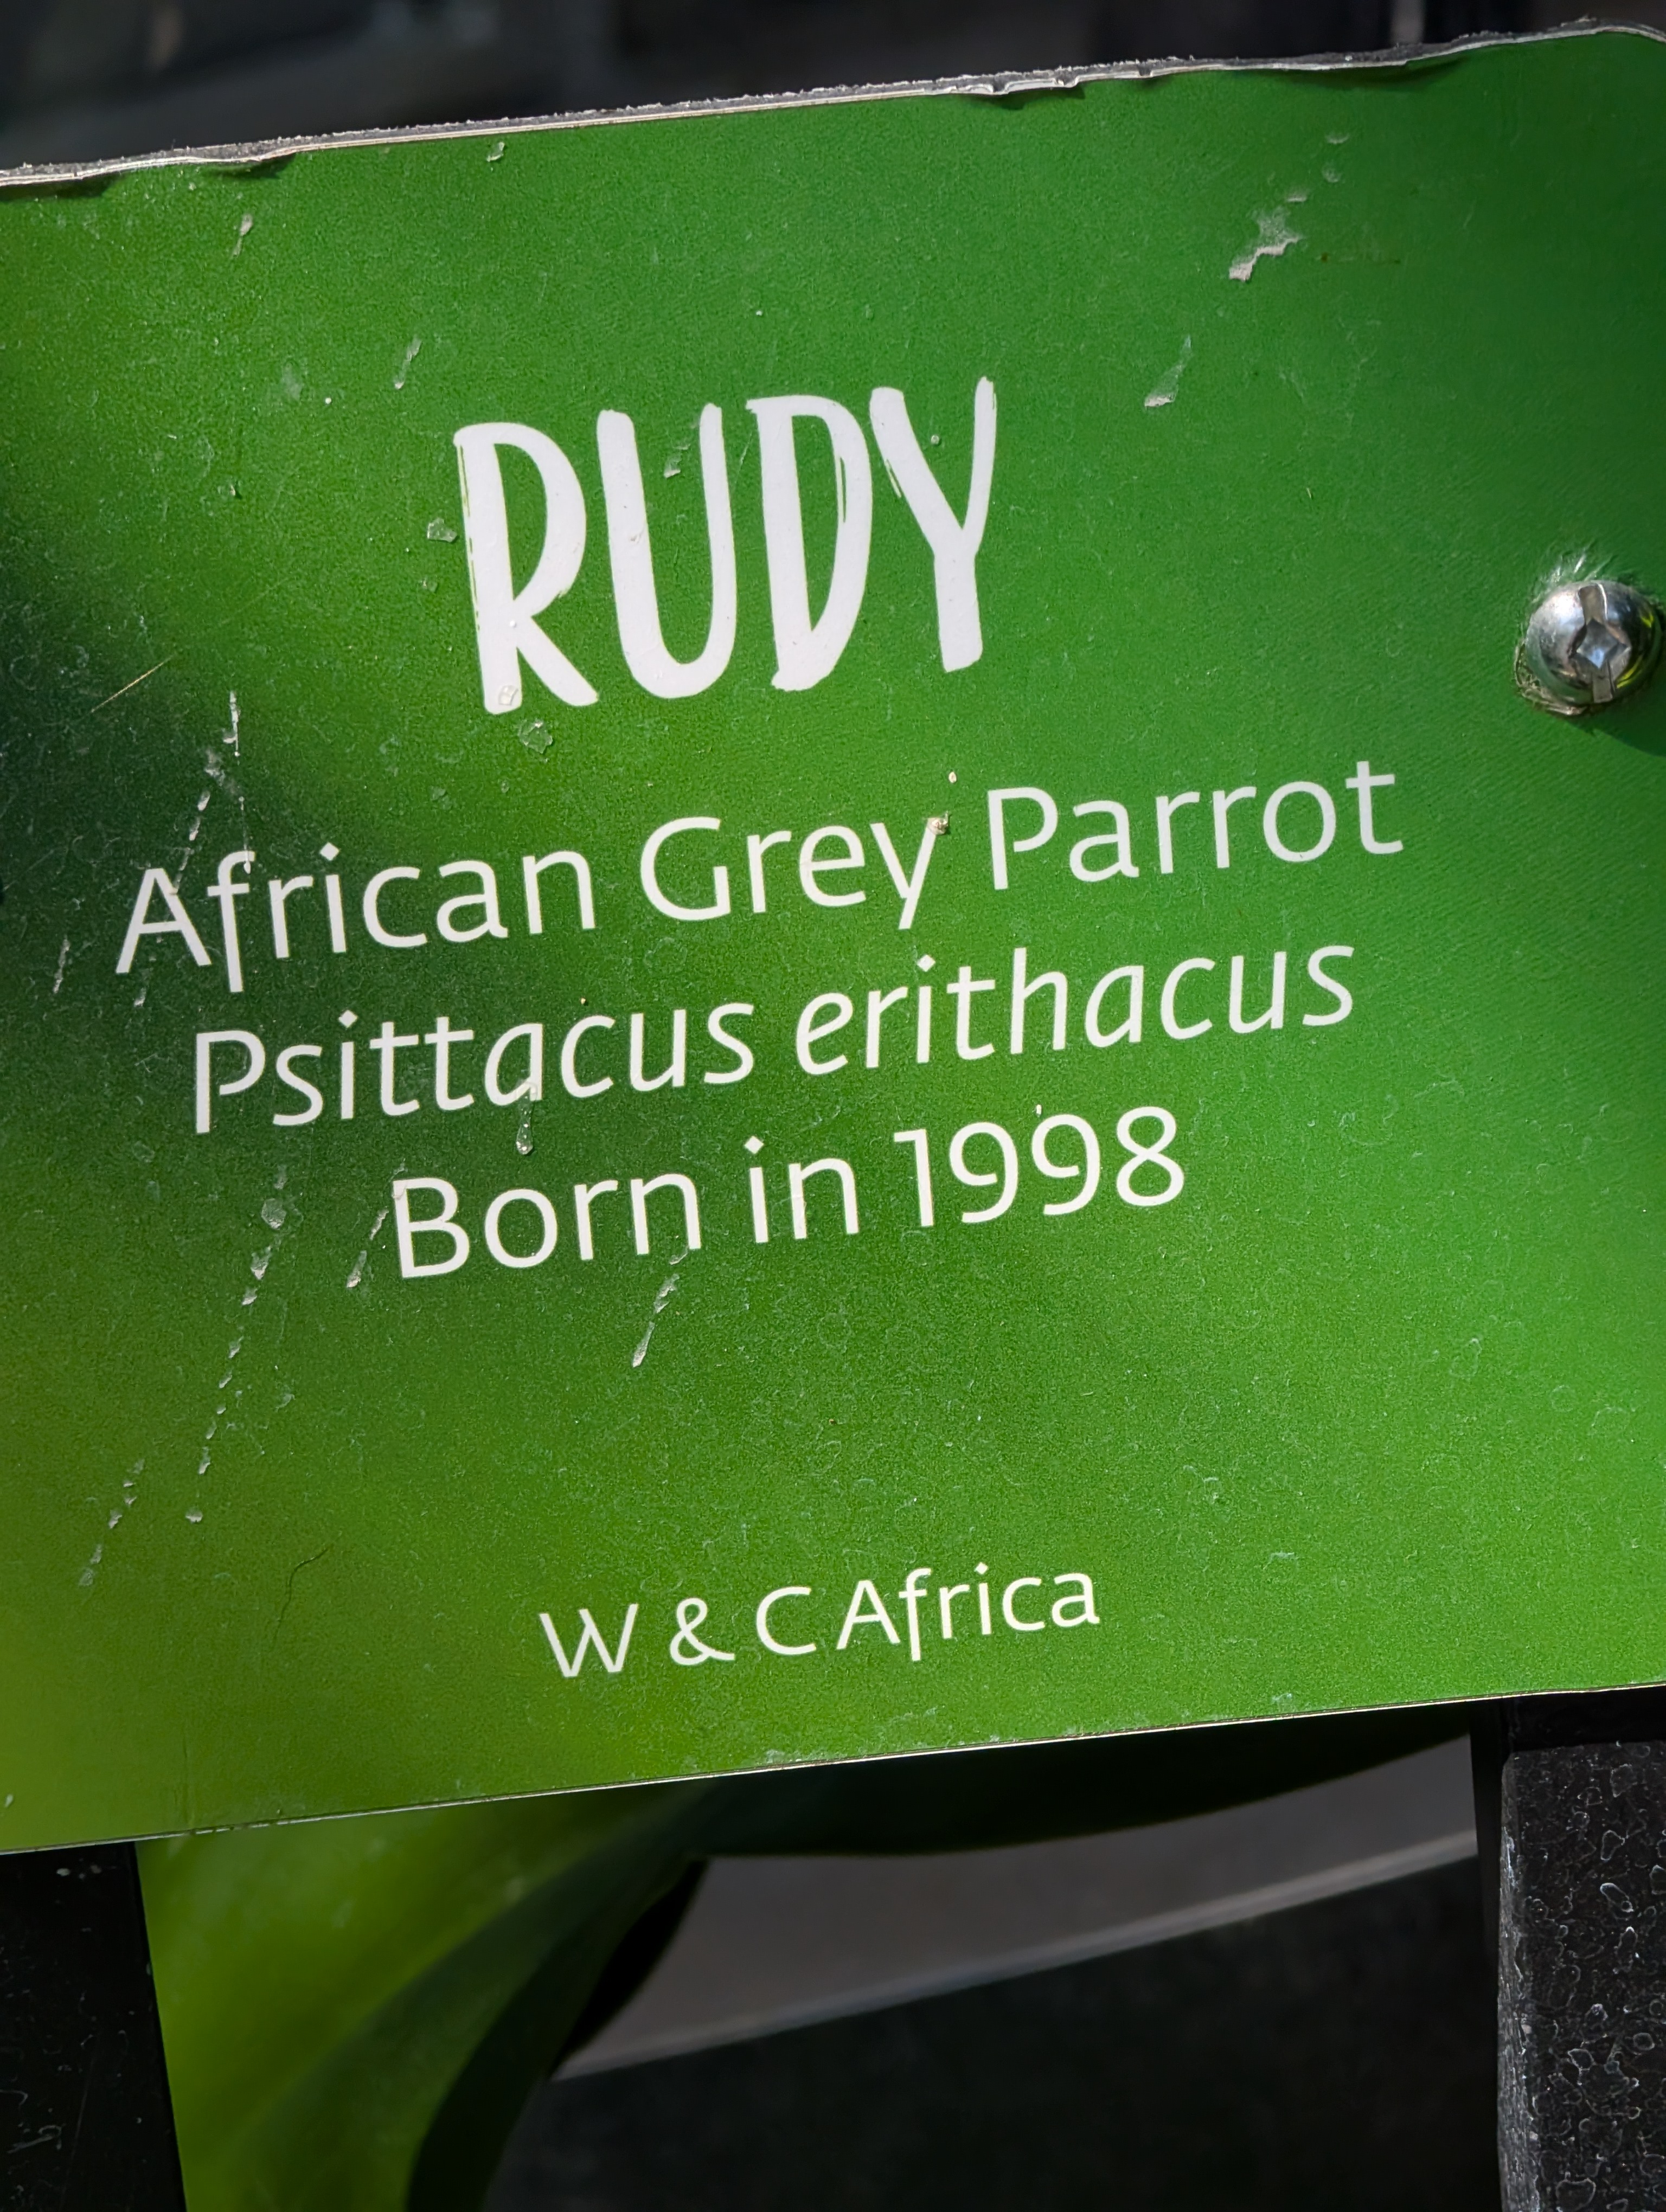 RUDY
African Grey Parrot
Psittacus erithacus
Born in 1998
W & C Africa